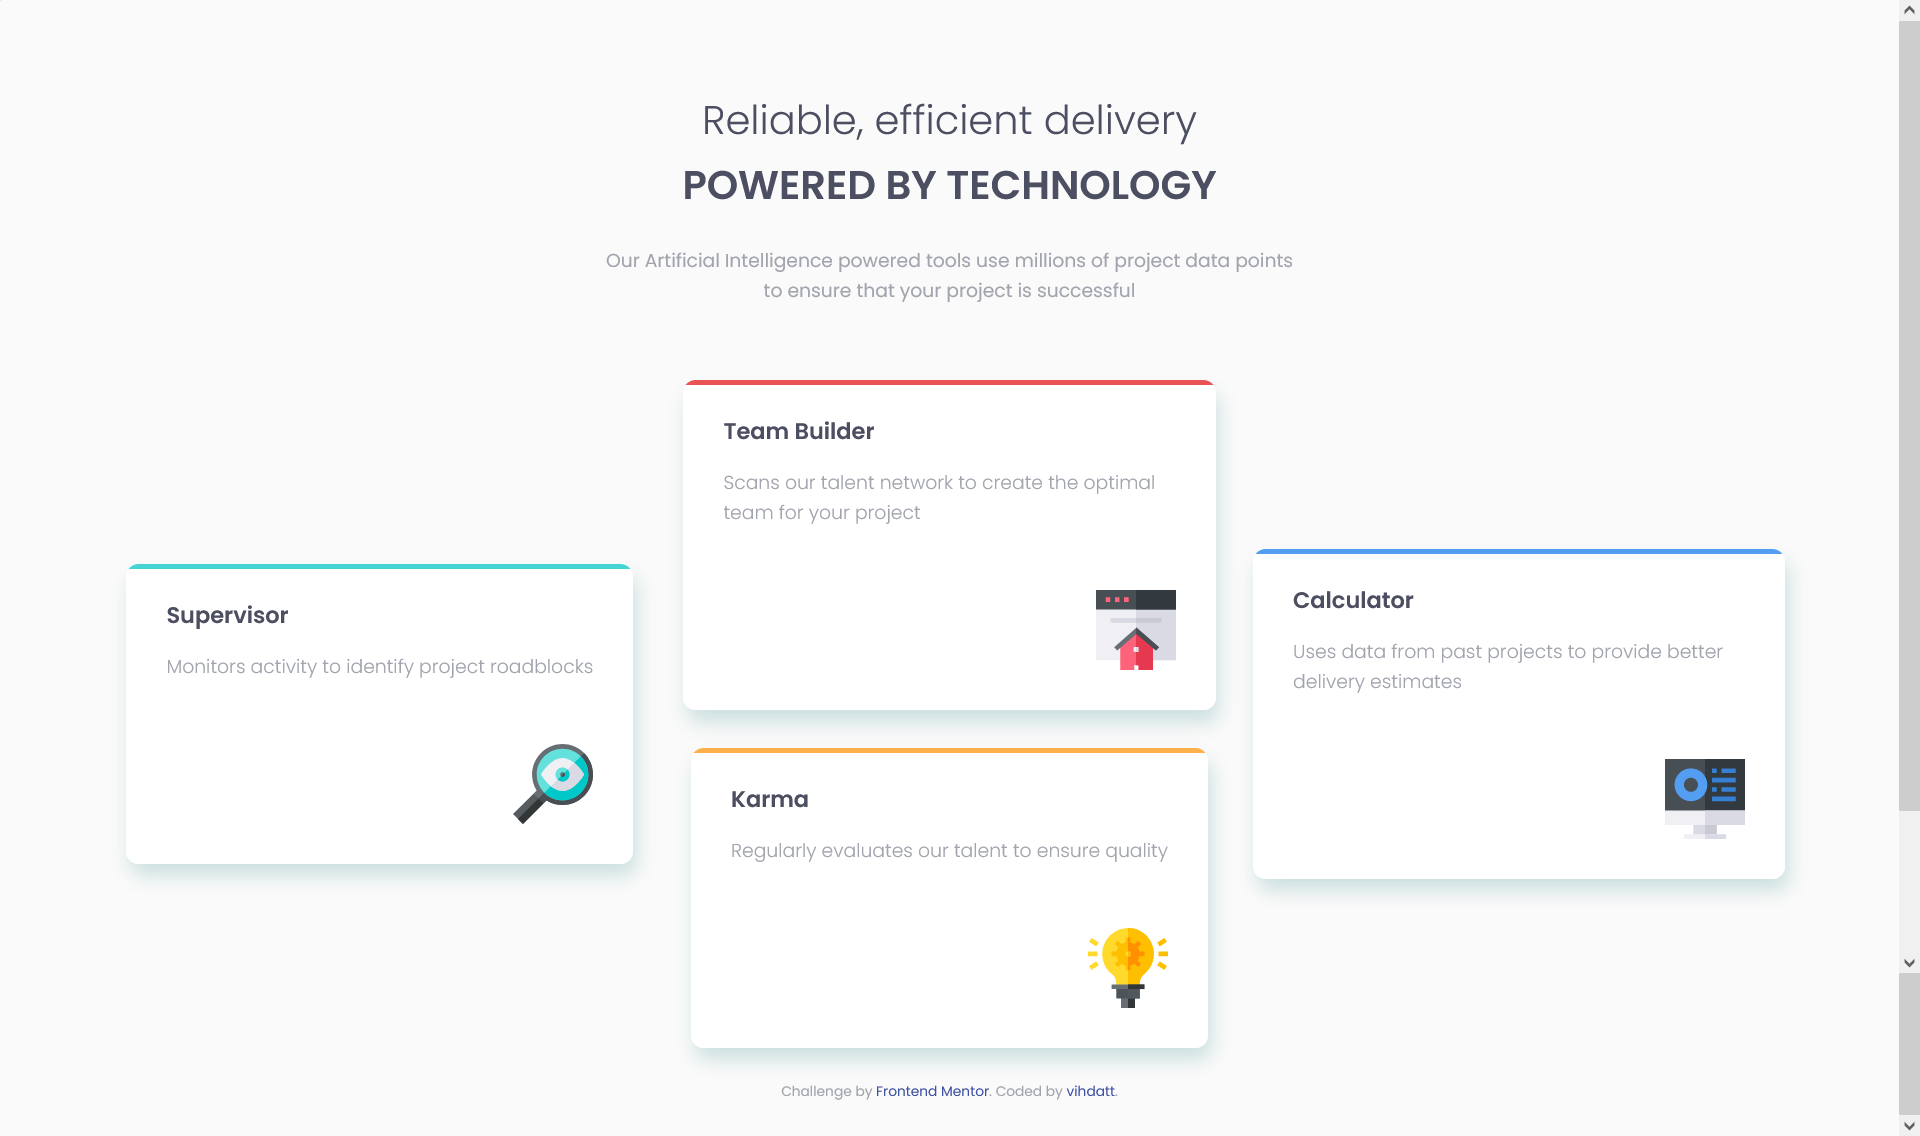 Reliable, efficient delivery
POWERED BY TECHNOLOGY
Our Artificial Intelligence powered tools use millions of project data points
to ensure that your project is successful
Supervisor
Monitors activity to identify project roadblocks
Team Builder
Scans our talent network to create the optimal
team for your project
Karma
Regularly evaluates our talent to ensure quality
Calculator
Uses data from past projects to provide better
delivery estimates
Challenge by Frontend Mentor. Coded by vihdatt.